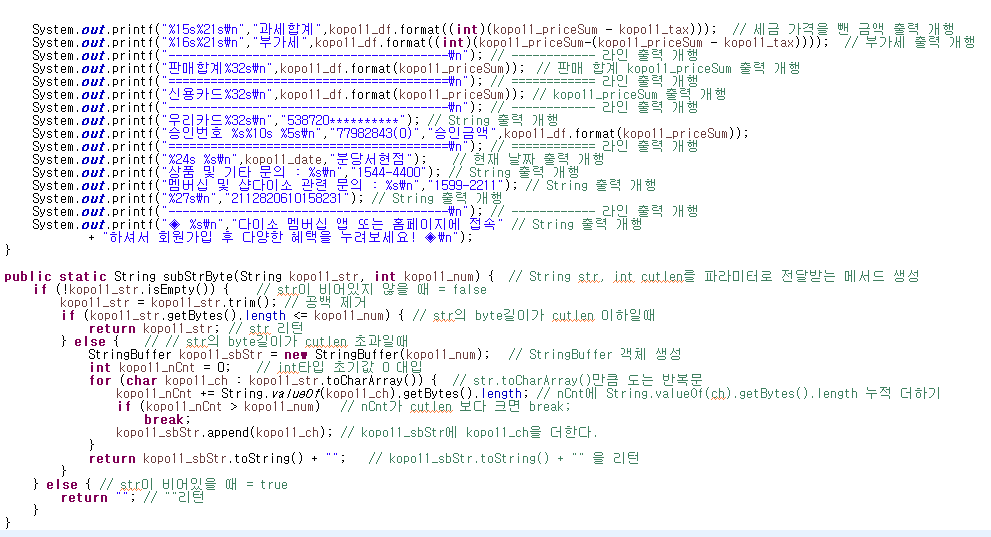 System.out.printf("%15s%21s\n","과세합계",kopo11_df.format((int)(kopo11_priceSum - kopo11_tax)));  // 세금 가격을 뺀 금액 출력 개행
System.out.printf("%16s%21s\n","부가세",kopo11_df.format((int)(kopo11_priceSum-(kopo11_priceSum - kopo11_tax))));  // 부가세 출력 개행
System.out.printf("----------------------------------------\n"); // ------------ 라인 출력 개행
System.out.printf("판매합계%32s\n",kopo11_df.format(kopo11_priceSum)); // 판매 합계 kopo11_priceSum 출력 개행
System.out.printf("========================================\n"); // ============ 라인 출력 개행
System.out.printf("신용카드%32s\n",kopo11_df.format(kopo11_priceSum)); // kopo11_priceSum 출력 개행
System.out.printf("----------------------------------------\n"); // ------------ 라인 출력 개행
System.out.printf("우리카드%32s\n","538720**********"); // String 출력 개행
System.out.printf("승인번호 %s%10s %5s\n","77982843(0)","승인금액",kopo11_df.format(kopo11_priceSum));
System.out.printf("========================================\n"); // ============ 라인 출력 개행
System.out.printf("%24s %s\n",kopo11_date,"분당서현점");    // 현재 날짜 출력 개행
System.out.printf("상품 및 기타 문의 : %s\n","1544-4400"); // String 출력 개행
System.out.printf("멤버십 및 샵다이소 관련 문의 : %s\n","1599-2211"); // String 출력 개행
System.out.printf("%27s\n","2112820610158231"); // String 출력 개행
System.out.printf("----------------------------------------\n"); // ------------ 라인 출력 개행
System.out.printf("◈ %s\n","다이소 멤버십 앱 또는 홈페이지에 접속" // String 출력 개행
+ "하셔서 회원가입 후 다양한 혜택을 누려보세요! ◈\n");
}
public static String subStrByte(String kopo11_str, int kopo11_num) {  // String str, int cutlen를 파라미터로 전달받는 메서드 생성
if (!kopo11_str.isEmpty()) {    // str이 비어있지 않을 때 = false
kopo11_str = kopo11_str.trim(); // 공백 제거
if (kopo11_str.getBytes().length <= kopo11_num) { // str의 byte길이가 cutlen 이하일때
return kopo11_str; // str 리턴
} else {    // // str의 byte길이가 cutlen 초과일때
StringBuffer kopo11_sbStr = new StringBuffer(kopo11_num);   // StringBuffer 객체 생성
int kopo11_nCnt = 0;    // int타입 초기값 0 대입
for (char kopo11_ch : kopo11_str.toCharArray()) {  // str.toCharArray()만큼 도는 반복문
kopo11_nCnt += String.valueOf(kopo11_ch).getBytes().length; // nCnt에 String.valueOf(ch).getBytes().length 누적 더하기
if (kopo11_nCnt > kopo11_num)   // nCnt가 cutlen 보다 크면 break;
break;
kopo11_sbStr.append(kopo11_ch); // kopo11_sbStr에 kopo11_ch을 더한다.
}
return kopo11_sbStr.toString() + "";   // kopo11_sbStr.toString() + "" 을 리턴
}
} else { // str이 비어있을 때 = true
return ""; // ""리턴
}
}